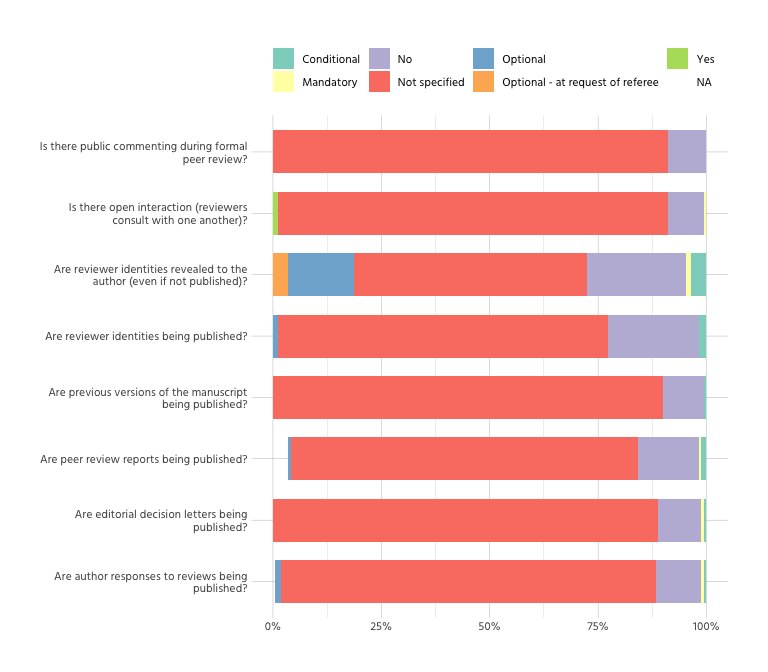 Conditional No Optional Yes
Mandatory Not specified Optional - at request of referee NA
Is there public commenting during formal
peer review?
Is there open interaction (reviewers
consult with one another)?
Are reviewer identities revealed to the
author (even if not published)?
Are reviewer identities being published?
Are previous versions of the manuscript
being published?
Are peer review reports being published?
Are editorial decision letters being
published?
Are author responses to reviews being
published?
0% 25% 50% 75% 100%